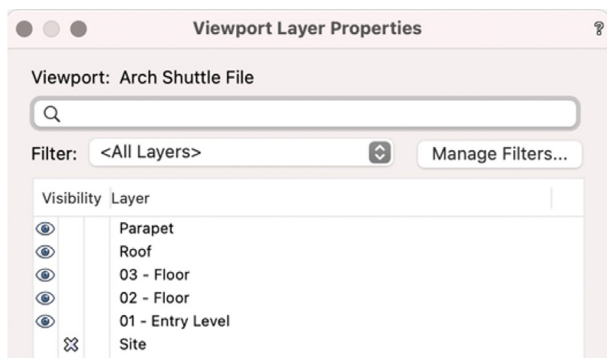 Viewport Layer Properties ?
Viewport: Arch Shuttle File
Filter: <All Layers> Manage Filters...
Visibility Layer
Parapet
Roof
03 - Floor
02 - Floor
01 - Entry Level
Site